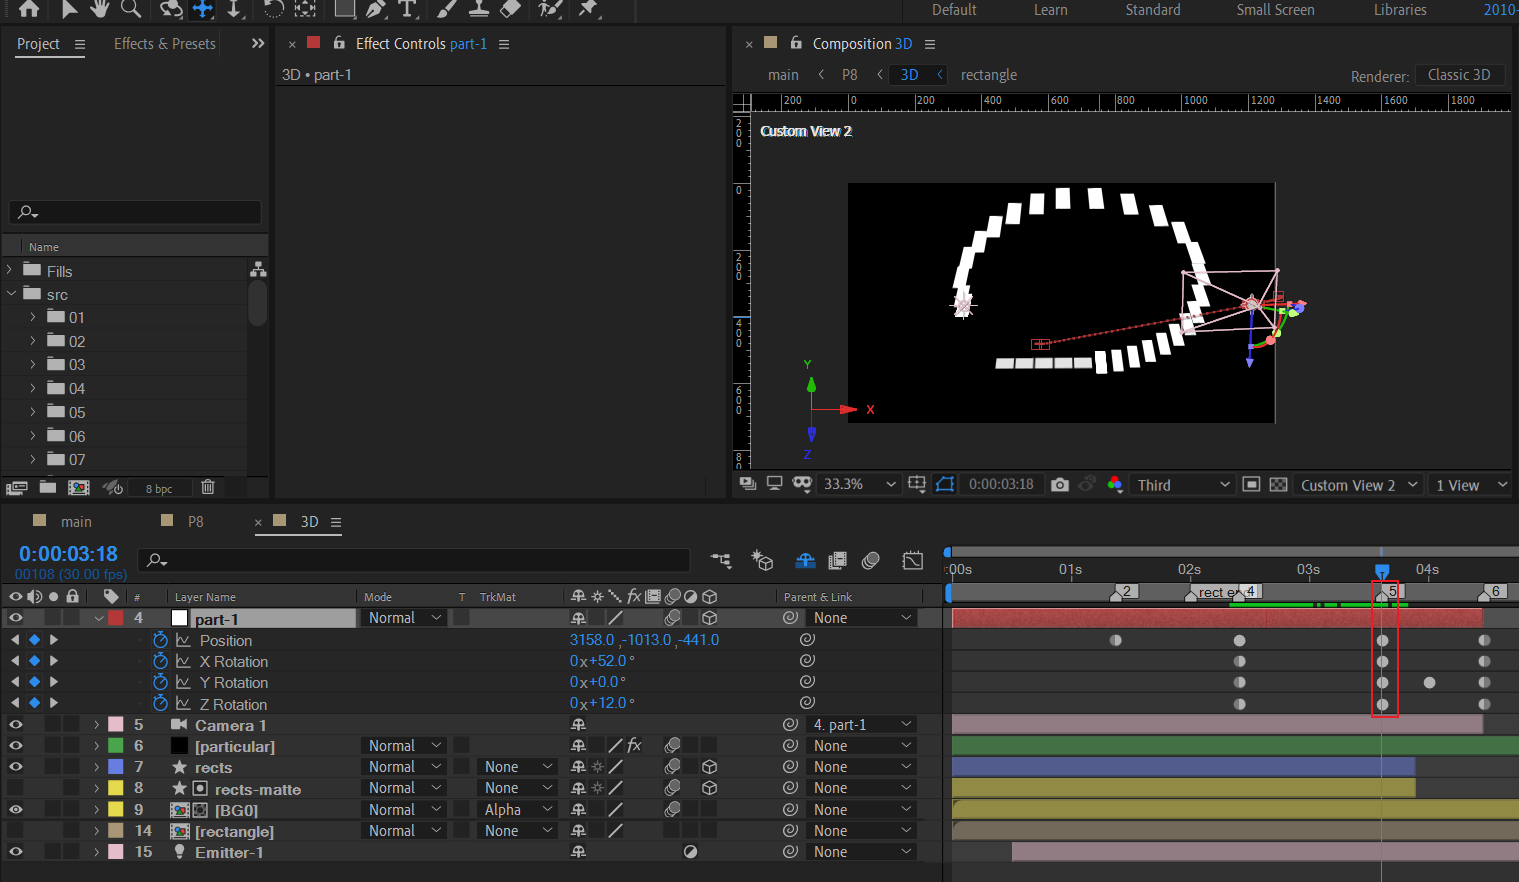 Default
Learn
Standard
Small Screen
Libraries
2010-
Project
Effects & Presets
Effect Controls part-1
3D • part-1
Composition 3D
main
P8
3D
rectangle
Renderer:
Classic 3D
200
0
200
400
600
800
1000
1200
1400
1600
1800
Custom View 2
200
0
200
400
600
80
Y
X
Z
Name
Fills
src
01
02
03
04
05
06
07
8 bpc
33.3%
0:00:03:18
Third
Custom View 2
1 View
main
P8
3D
0:00:03:18
00108 (30.00 fps)
:00s
01s
02s
03s
04s
2
rect e
4
5
6
#
Layer Name
Mode
T
TrkMat
Parent & Link
4
part-1
Normal
None
Position
3158.0 ,-1013.0,-441.0
X Rotation
0x+52.0°
Y Rotation
0x+0.0°
Z Rotation
0x+12.0°
5
Camera 1
4. part-1
6
[particular]
Normal
fx
None
7
rects
Normal
None
None
8
rects-matte
Normal
None
None
9
[BG0]
Normal
Alpha
None
14
[rectangle]
Normal
None
None
15
Emitter-1
None